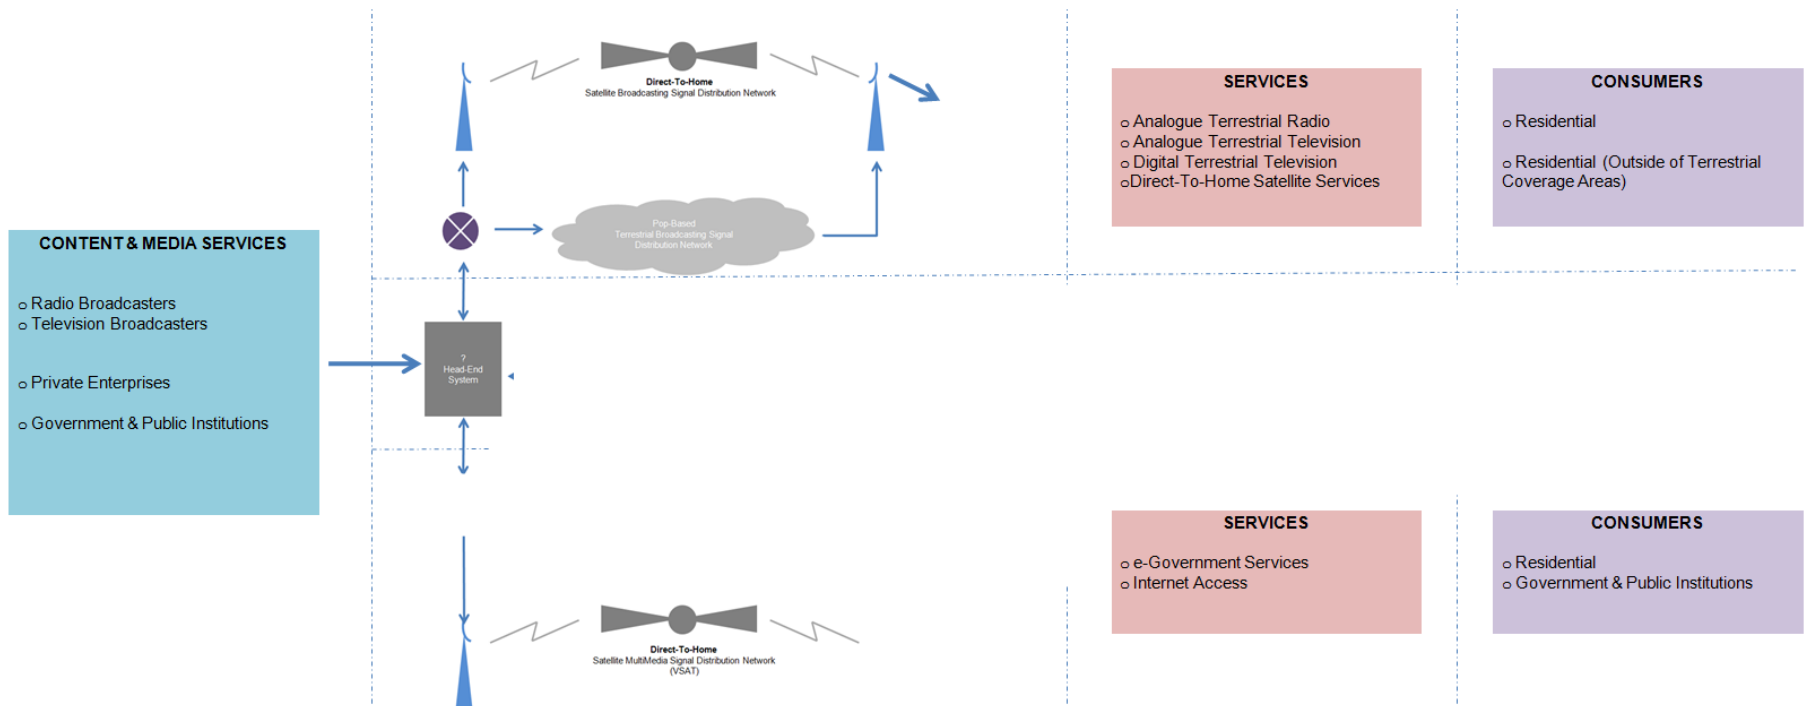 CONTENT & MEDIA SERVICES
o Radio Broadcasters
o Television Broadcasters
o Private Enterprises
o Government & Public Institutions
Direct-To-Home
Satellite Broadcasting Signal Distribution Network
Pop-Based
Terrestrial Broadcasting Signal
Distribution Network
?
Head-End
System
SERVICES
o Analogue Terrestrial Radio
o Analogue Terrestrial Television
o Digital Terrestrial Television
oDirect-To-Home Satellite Services
CONSUMERS
o Residential
o Residential (Outside of Terrestrial
Coverage Areas)
Direct-To-Home
Satellite MultiMedia Signal Distribution Network
(VSAT)
SERVICES
o e-Government Services
o Internet Access
CONSUMERS
o Residential
o Government & Public Institutions